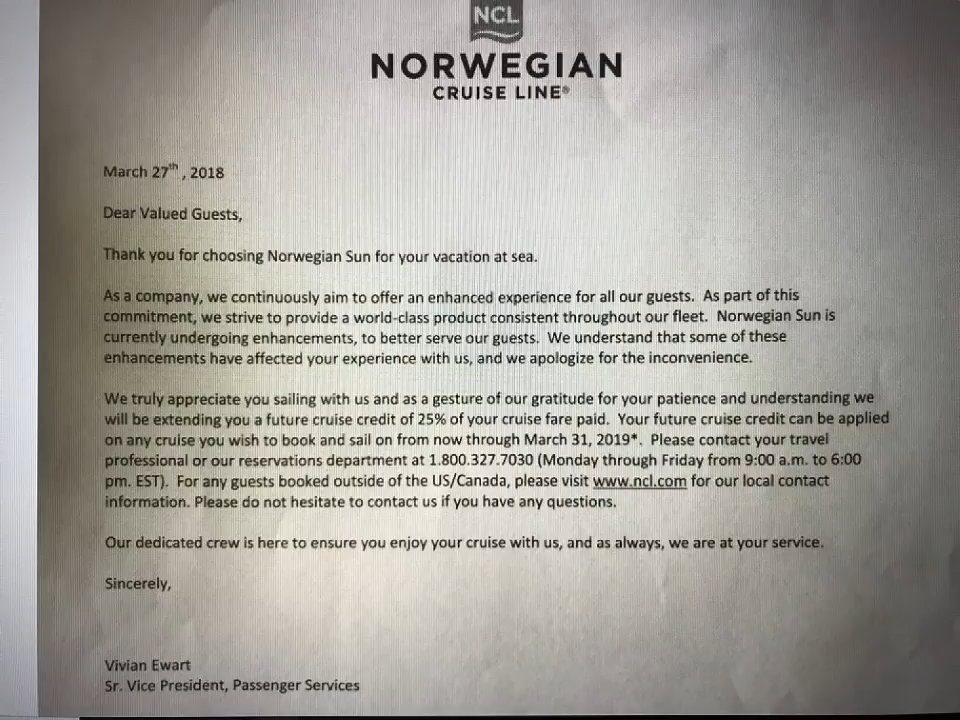 NCL
NORWEGIAN
CRUISE LINE®
March 27th , 2018
Dear Valued Guests,
Thank you for choosing Norwegian Sun for your vacation at sea.
As a company, we continuously aim to offer an enhanced experience for all our guests.  As part of this
commitment, we strive to provide a world-class product consistent throughout our fleet.  Norwegian Sun is
currently undergoing enhancements, to better serve our guests.  We understand that some of these
enhancements have affected your experience with us, and we apologize for the inconvenience.
We truly appreciate you sailing with us and as a gesture of our gratitude for your patience and understanding we
will be extending you a future cruise credit of 25% of your cruise fare paid.  Your future cruise credit can be applied
on any cruise you wish to book and sail on from now through March 31, 2019*.  Please contact your travel
professional or our reservations department at 1.800.327.7030 (Monday through Friday from 9:00 a.m. to 6:00
pm. EST).  For any guests booked outside of the US/Canada, please visit www.ncl.com for our local contact
information. Please do not hesitate to contact us if you have any questions.
Our dedicated crew is here to ensure you enjoy your cruise with us, and as always, we are at your service.
Sincerely,
Vivian Ewart
Sr. Vice President, Passenger Services